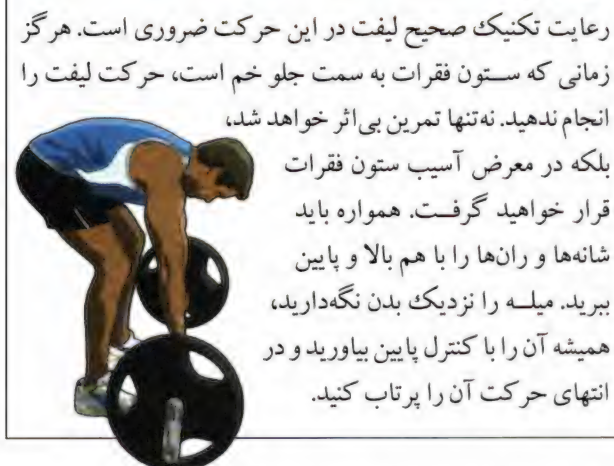 رعایت تکنیک صحیح لیفت در این حرکت ضروری است. هرگز
زمانی که ستون فقرات به سمت جلو خم است، حرکت لیفت را
انجام ندهید. نه‌تنها تمرین بی‌اثر خواهد شد،
بلکه در معرض آسیب ستون فقرات
قرار خواهید گرفت. همواره باید
شانه‌ها و ران‌ها را با هم بالا و پایین
ببرید. میله را نزدیک بدن نگه‌دارید،
همیشه آن را با کنترل پایین بیاورید و در
انتهای حرکت آن را پرتاب کنید.